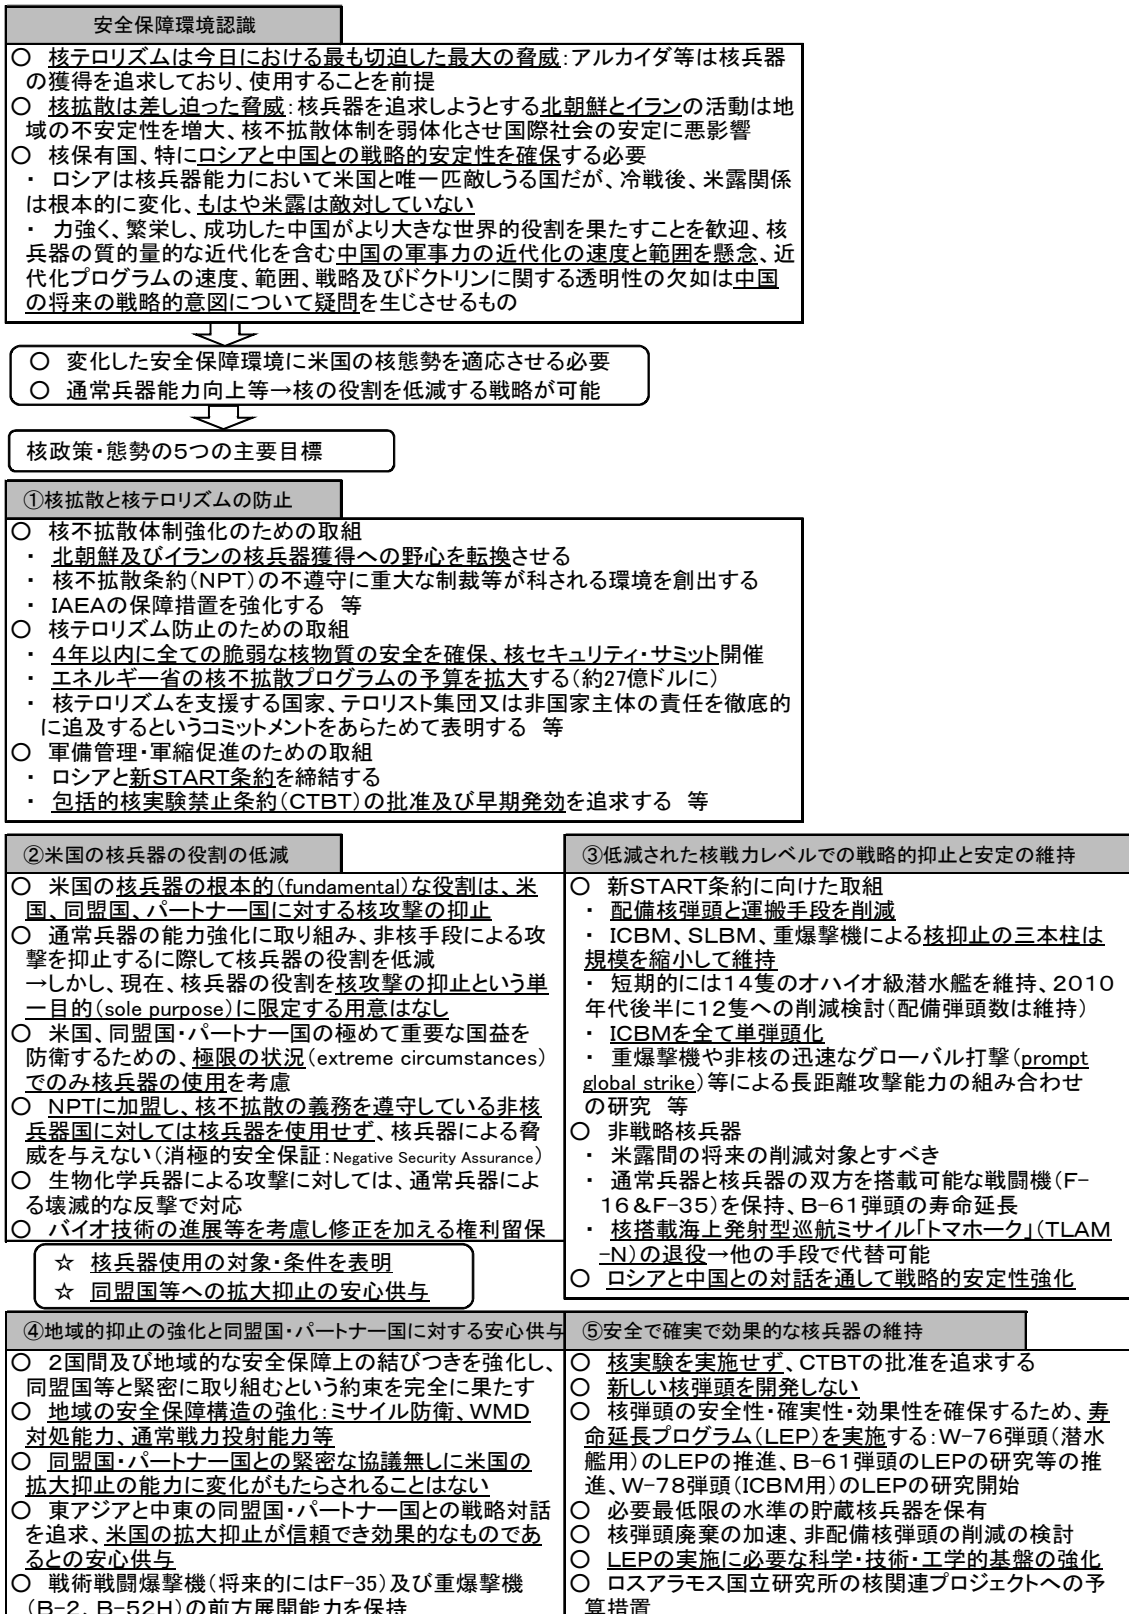 安全保障環境認識
○ 核テロリズムは今日における最も切迫した最大の脅威：アルカイダ等は核兵器
の獲得を追求しており、使用することを前提
○ 核拡散は差し迫った脅威：核兵器を追求しようとする北朝鮮とイランの活動は地
域の不安定性を増大、核不拡散体制を弱体化させ国際社会の安定に悪影響
○ 核保有国、特にロシアと中国との戦略的安定性を確保する必要
・ ロシアは核兵器能力において米国と唯一匹敵しうる国だが、冷戦後、米露関係
は根本的に変化、もはや米露は敵対していない
・ 力強く、繁栄し、成功した中国がより大きな世界的役割を果たすことを歓迎、核
兵器の質的量的な近代化を含む中国の軍事力の近代化の速度と範囲を懸念、近
代化プログラムの速度、範囲、戦略及びドクトリンに関する透明性の欠如は中国
の将来の戦略的意図について疑問を生じさせるもの
○ 変化した安全保障環境に米国の核態勢を適応させる必要
○ 通常兵器能力向上等→核の役割を低減する戦略が可能
核政策・態勢の５つの主要目標
①核拡散と核テロリズムの防止
○ 核不拡散体制強化のための取組
・ 北朝鮮及びイランの核兵器獲得への野心を転換させる
・ 核不拡散条約（NPT）の不遵守に重大な制裁等が科される環境を創出する
・ IAEAの保障措置を強化する 等
○ 核テロリズム防止のための取組
・ ４年以内に全ての脆弱な核物質の安全を確保、核セキュリティ・サミット開催
・ エネルギー省の核不拡散プログラムの予算を拡大する（約27億ドルに）
・ 核テロリズムを支援する国家、テロリスト集団又は非国家主体の責任を徹底的
に追及するというコミットメントをあらためて表明する 等
○ 軍備管理・軍縮促進のための取組
・ ロシアと新START条約を締結する
・ 包括的核実験禁止条約（CTBT）の批准及び早期発効を追求する 等
②米国の核兵器の役割の低減
○ 米国の核兵器の根本的（fundamental）な役割は、米
国、同盟国、パートナー国に対する核攻撃の抑止
○ 通常兵器の能力強化に取り組み、非核手段による攻
撃を抑止するに際して核兵器の役割を低減
→しかし、現在、核兵器の役割を核攻撃の抑止という単
一目的（sole purpose）に限定する用意はなし
○ 米国、同盟国・パートナー国の極めて重要な国益を
防衛するための、極限の状況（extreme circumstances）
でのみ核兵器の使用を考慮
○ NPTに加盟し、核不拡散の義務を遵守している非核
兵器国に対しては核兵器を使用せず、核兵器による脅
威を与えない（消極的安全保証：Negative Security Assurance）
○ 生物化学兵器による攻撃に対しては、通常兵器によ
る壊滅的な反撃で対応
○ バイオ技術の進展等を考慮し修正を加える権利留保
☆ 核兵器使用の対象・条件を表明
☆ 同盟国等への拡大抑止の安心供与
③低減された核戦力レベルでの戦略的抑止と安定の維持
○ 新START条約に向けた取組
・ 配備核弾頭と運搬手段を削減
・ ICBM、SLBM、重爆撃機による核抑止の三本柱は
規模を縮小して維持
・ 短期的には１４隻のオハイオ級潜水艦を維持、２０１０
年代後半に１２隻への削減検討（配備弾頭数は維持）
・ ICBMを全て単弾頭化
・ 重爆撃機や非核の迅速なグローバル打撃（prompt
global strike）等による長距離攻撃能力の組み合わせ
の研究 等
○ 非戦略核兵器
・ 米露間の将来の削減対象とすべき
・ 通常兵器と核兵器の双方を搭載可能な戦闘機（F-
１６＆F-３５）を保持、B-６１弾頭の寿命延長
・ 核搭載海上発射型巡航ミサイル「トマホーク」（TLAM
-N）の退役→他の手段で代替可能
○ ロシアと中国との対話を通して戦略的安定性強化
④地域的抑止の強化と同盟国・パートナー国に対する安心供与
○ ２国間及び地域的な安全保障上の結びつきを強化し、
同盟国等と緊密に取り組むという約束を完全に果たす
○ 地域の安全保障構造の強化：ミサイル防衛、WMD
対処能力、通常戦力投射能力等
○ 同盟国・パートナー国との緊密な協議無しに米国の
拡大抑止の能力に変化がもたらされることはない
○ 東アジアと中東の同盟国・パートナー国との戦略対話
を追求、米国の拡大抑止が信頼でき効果的なものであ
るとの安心供与
○ 戦術戦闘爆撃機（将来的にはF-35）及び重爆撃機
（B-2，B-52H）の前方展開能力を保持
⑤安全で確実で効果的な核兵器の維持
○ 核実験を実施せず、CTBTの批准を追求する
○ 新しい核弾頭を開発しない
○ 核弾頭の安全性・確実性・効果性を確保するため、寿
命延長プログラム（LEP）を実施する：W-76弾頭（潜水
艦用）のLEPの推進、B-61弾頭のLEPの研究等の推
進、W-78弾頭（ICBM用）のLEPの研究開始
○ 必要最低限の水準の貯蔵兵器を保有
○ 核弾頭廃棄の加速、非配備核弾頭の削減の検討
○ LEPの実施に必要な科学・技術・工学的基盤の強化
○ ロスアラモス国立研究所の核関連プロジェクトへの予
算措置